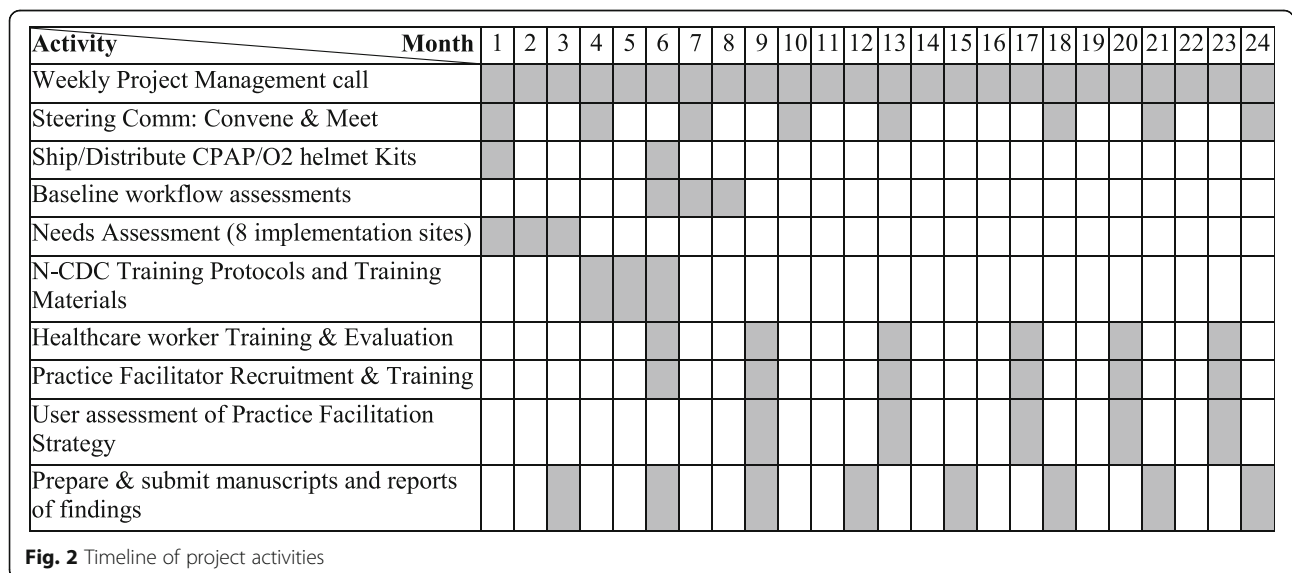 Activity Month 1 2 3 4 5 6 7 8 9 10 11 12 13 14 15 16 17 18 19 20 21 22 23 24
Weekly Project Management call
Steering Comm: Convene & Meet
Ship/Distribute CPAP/O2 helmet Kits
Baseline workflow assessments
Needs Assessment (8 implementation sites)
N-CDC Training Protocols and Training
Materials
Healthcare worker Training & Evaluation
Practice Facilitator Recruitment & Training
User assessment of Practice Facilitation
Strategy
Prepare & submit manuscripts and reports
of findings
Fig. 2 Timeline of project activities